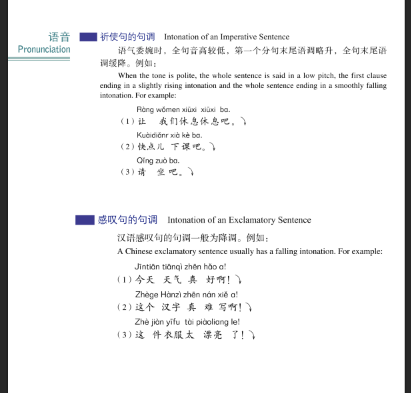 语音
Pronunciation
祈使句的句调 Intonation of an Imperative Sentence
语气委婉时，全句音高较低，第一个分句末尾语调略升，全句末尾语
调缓降。例如：
When the tone is polite, the whole sentence is said in a low pitch, the first clause
ending in a slightly rising intonation and the whole sentence ending in a smoothly falling
intonation. For example:
Ràng wǒmen xiūxi xiūxi ba.
（1）让 我们休息休息吧。
Kuàidiǎnr xià kè ba.
（2）快点儿 下课吧。
Qǐng zuò ba.
（3）请 坐吧。
感叹句的句调 Intonation of an Exclamatory Sentence
汉语感叹句的句调一般为降调。例如：
A Chinese exclamatory sentence usually has a falling intonation. For example:
Jīntiān tiānqì zhēn hǎo a!
（1）今天 天气 真 好啊！
Zhège Hànzì zhēn nán xiě a!
（2）这个 汉字 真 难 写啊！
Zhè jiàn yīfu tài piàoliang le!
（3）这 件衣服太 漂亮 了！